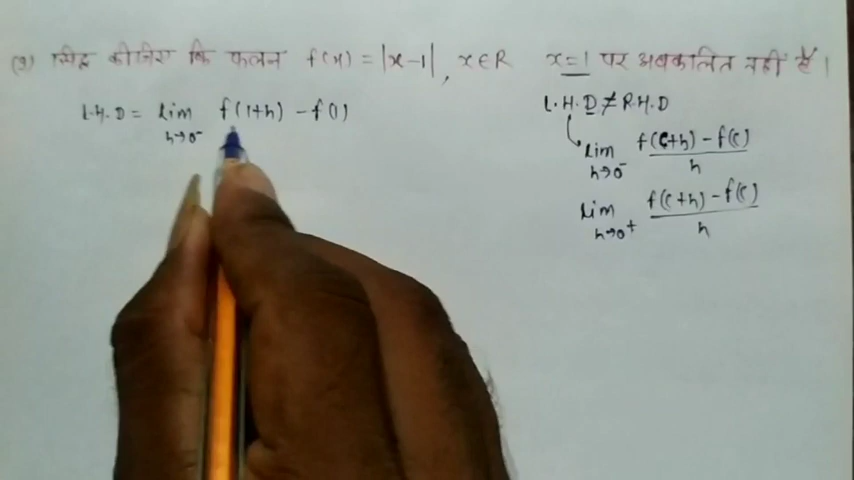 (9) सिद्ध कीजिए कि फलन f(x) = |x-1|, x∈R x=1 पर अवकलित नहीं है।
L.H.D = Lim h→0⁻ f(1+h) - f(1)
L.H.D ≠ R.H.D
Lim h→0⁻ f(c+h) - f(c) / h
Lim h→0⁺ f(c+h) - f(c) / h